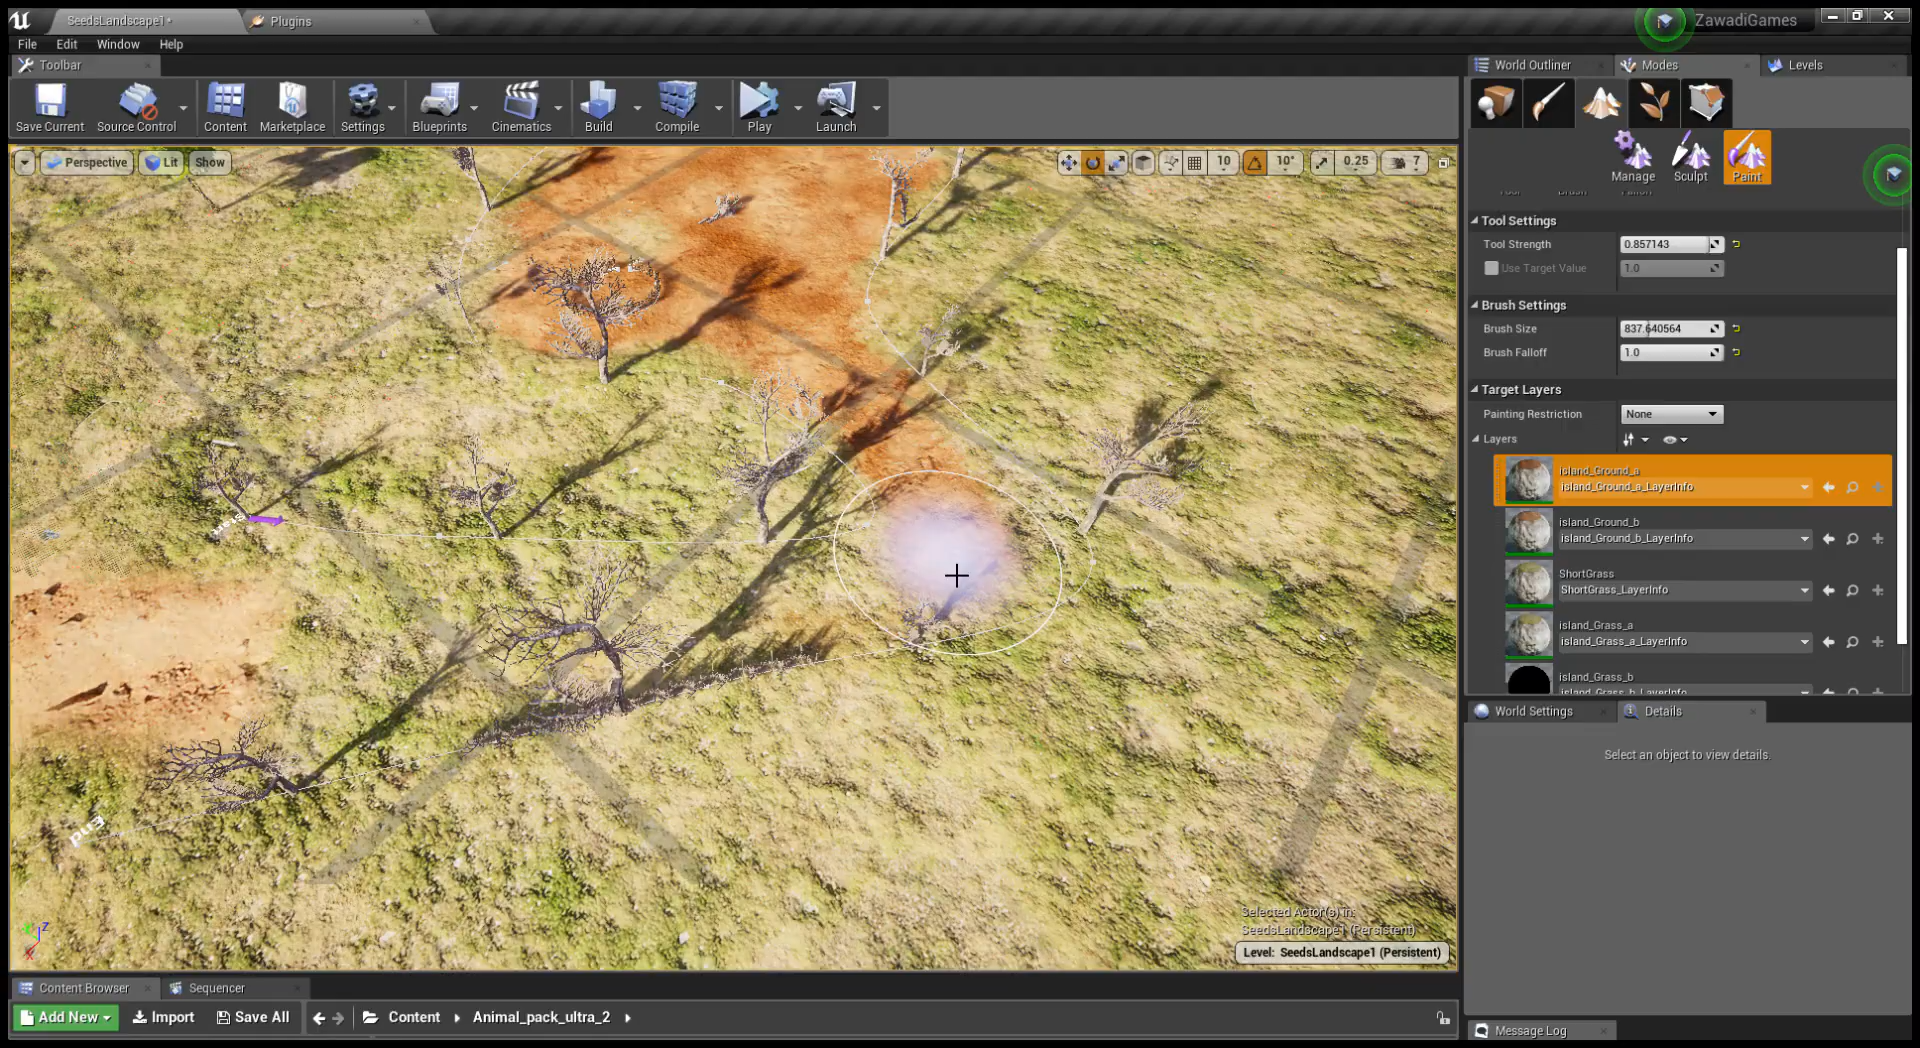 SeedsLandscape1*
Plugins
ZawadiGames
File Edit Window Help
Toolbar
World Outliner
Modes
Levels
Save Current
Source Control
Content
Marketplace
Settings
Blueprints
Cinematics
Build
Compile
Play
Launch
Perspective
Lit
Show
10
10°
0.25
7
Manage
Sculpt
Paint
Tool Settings
Tool Strength 0.857143
Use Target Value 1.0
Brush Settings
Brush Size 837.640564
Brush Falloff 1.0
Target Layers
Painting Restriction None
Layers
island_Ground_a
island_Ground_a_LayerInfo
island_Ground_b
island_Ground_b_LayerInfo
ShortGrass
ShortGrass_LayerInfo
island_Grass_a
island_Grass_a_LayerInfo
island_Grass_b
island_Grass_b_LayerInfo
World Settings
Details
Select an object to view details.
End
Z
X
Selected Actor(s) in:
SeedsLandscape1 (Persistent)
Level: SeedsLandscape1 (Persistent)
Content Browser
Sequencer
Add New
Import
Save All
Content
Animal_pack_ultra_2
Message Log